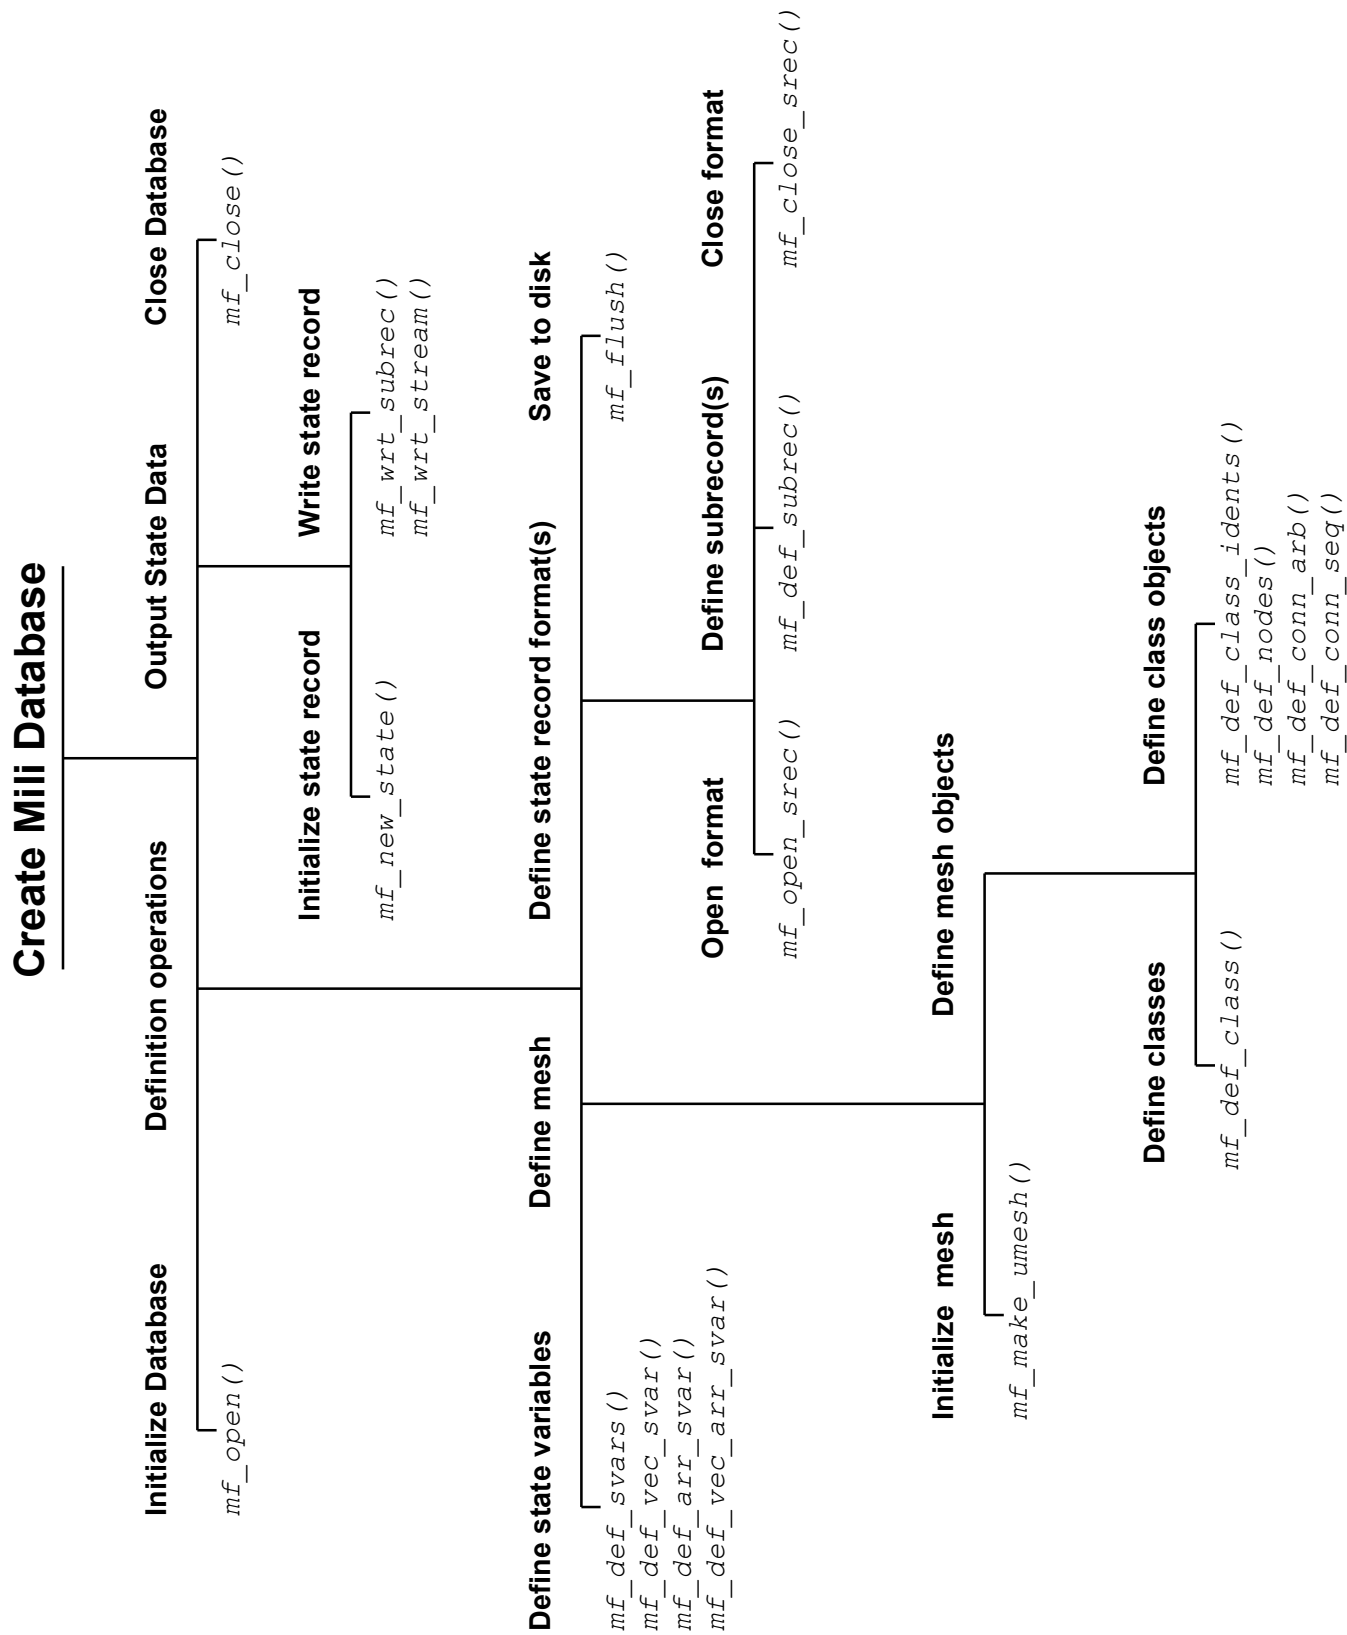 Create Mili Database
Initialize Database
mf_open()
Definition operations
Output State Data
Close Database
mf_close()
Initialize state record
mf_new_state()
Write state record
mf_wrt_subrec()
mf_wrt_stream()
Define state variables
mf_def_svars()
mf_def_vec_svar()
mf_def_arr_svar()
mf_def_vec_arr_svar()
Define mesh
Define state record format(s)
Save to disk
mf_flush()
Open format
mf_open_srec()
Define subrecord(s)
mf_def_subrec()
Close format
mf_close_srec()
Initialize mesh
mf_make_umesh()
Define mesh objects
Define classes
mf_def_class()
Define class objects
mf_def_class_idents()
mf_def_nodes()
mf_def_conn_arb()
mf_def_conn_seq()